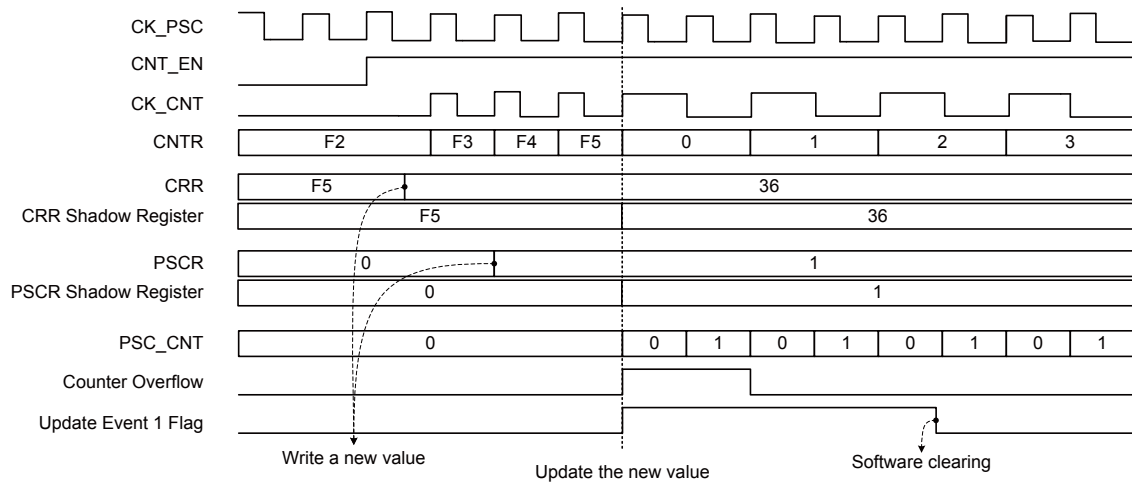 CK_PSC
CNT_EN
CK_CNT
CNTR F2 F3 F4 F5 0 1 2 3
CRR F5 36
CRR Shadow Register F5 36
PSCR 0 1
PSCR Shadow Register 0 1
PSC_CNT 0 0 1 0 1 0 1 0 1
Counter Overflow
Update Event 1 Flag
Write a new value Update the new value Software clearing